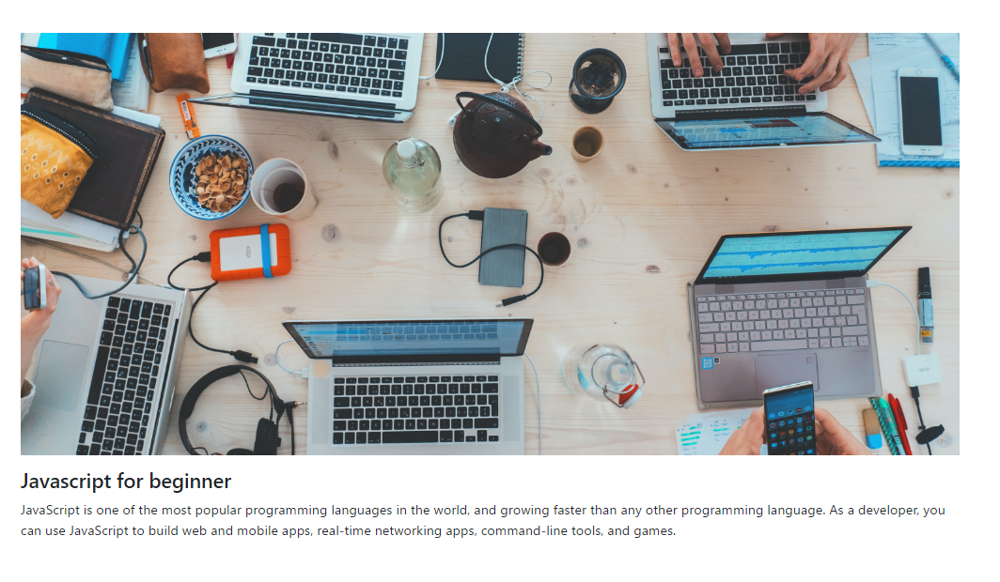 Javascript for beginner
JavaScript is one of the most popular programming languages in the world, and growing faster than any other programming language. As a developer, you
can use JavaScript to build web and mobile apps, real-time networking apps, command-line tools, and games.